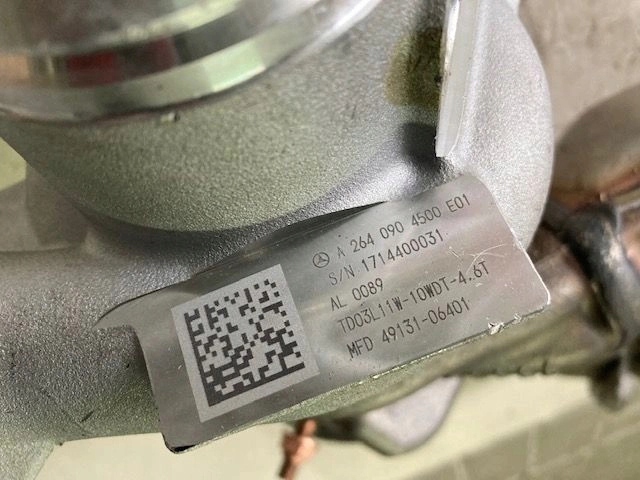 A 264 090 4500 E01
S/N 1714400031
AL 0089
TD03L11W-10WDT-4.6T
MFD 49131-06401